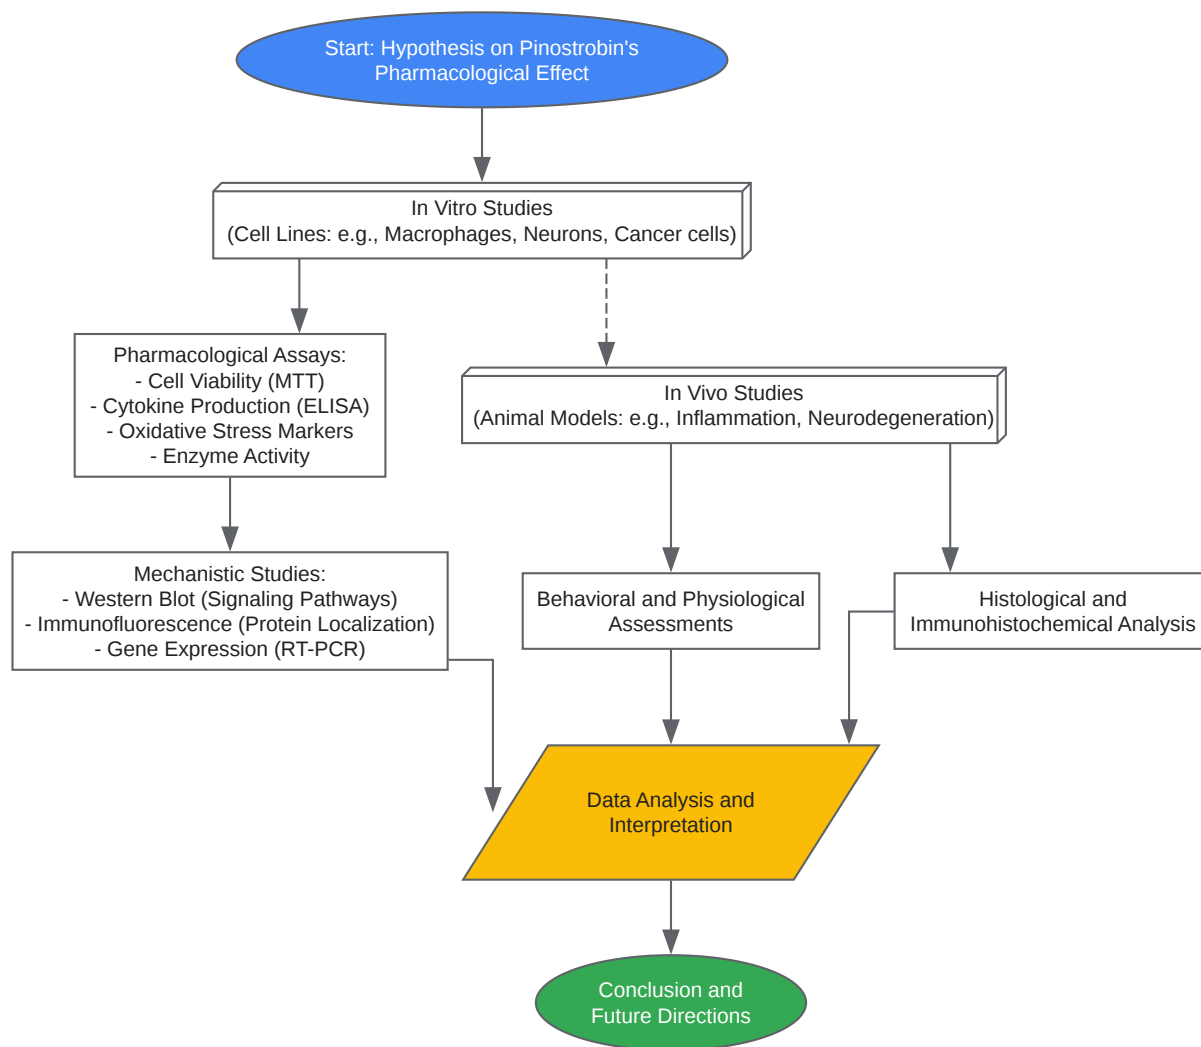 Start: Hypothesis on Pinostrobin's
Pharmacological Effect
In Vitro Studies
(Cell Lines: e.g., Macrophages, Neurons, Cancer cells)
Pharmacological Assays:
- Cell Viability (MTT)
- Cytokine Production (ELISA)
- Oxidative Stress Markers
- Enzyme Activity
In Vivo Studies
(Animal Models: e.g., Inflammation, Neurodegeneration)
Mechanistic Studies:
- Western Blot (Signaling Pathways)
- Immunofluorescence (Protein Localization)
- Gene Expression (RT-PCR)
Behavioral and Physiological
Assessments
Histological and
Immunohistochemical Analysis
Data Analysis and
Interpretation
Conclusion and
Future Directions